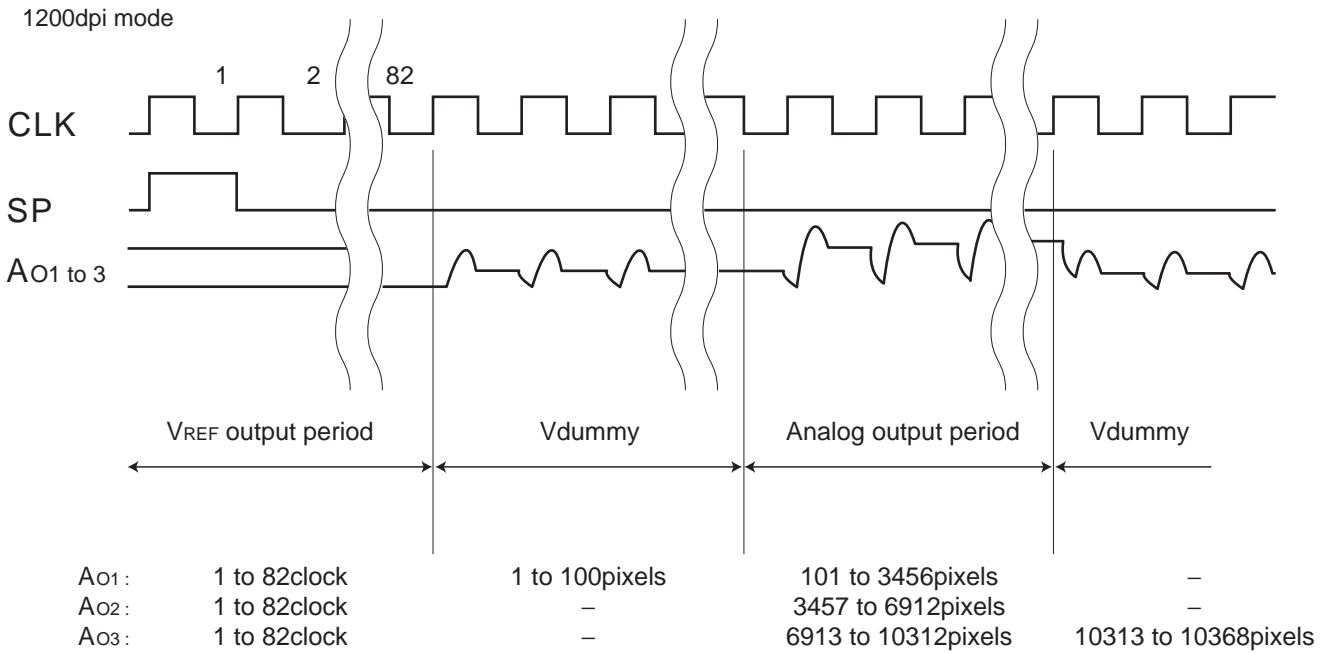 1200dpi mode
1 2 82
CLK
SP
AO1 to 3
VREF output period Vdummy Analog output period Vdummy
AO1 : 1 to 82clock 1 to 100pixels 101 to 3456pixels –
AO2 : 1 to 82clock – 3457 to 6912pixels –
AO3 : 1 to 82clock – 6913 to 10312pixels 10313 to 10368pixels